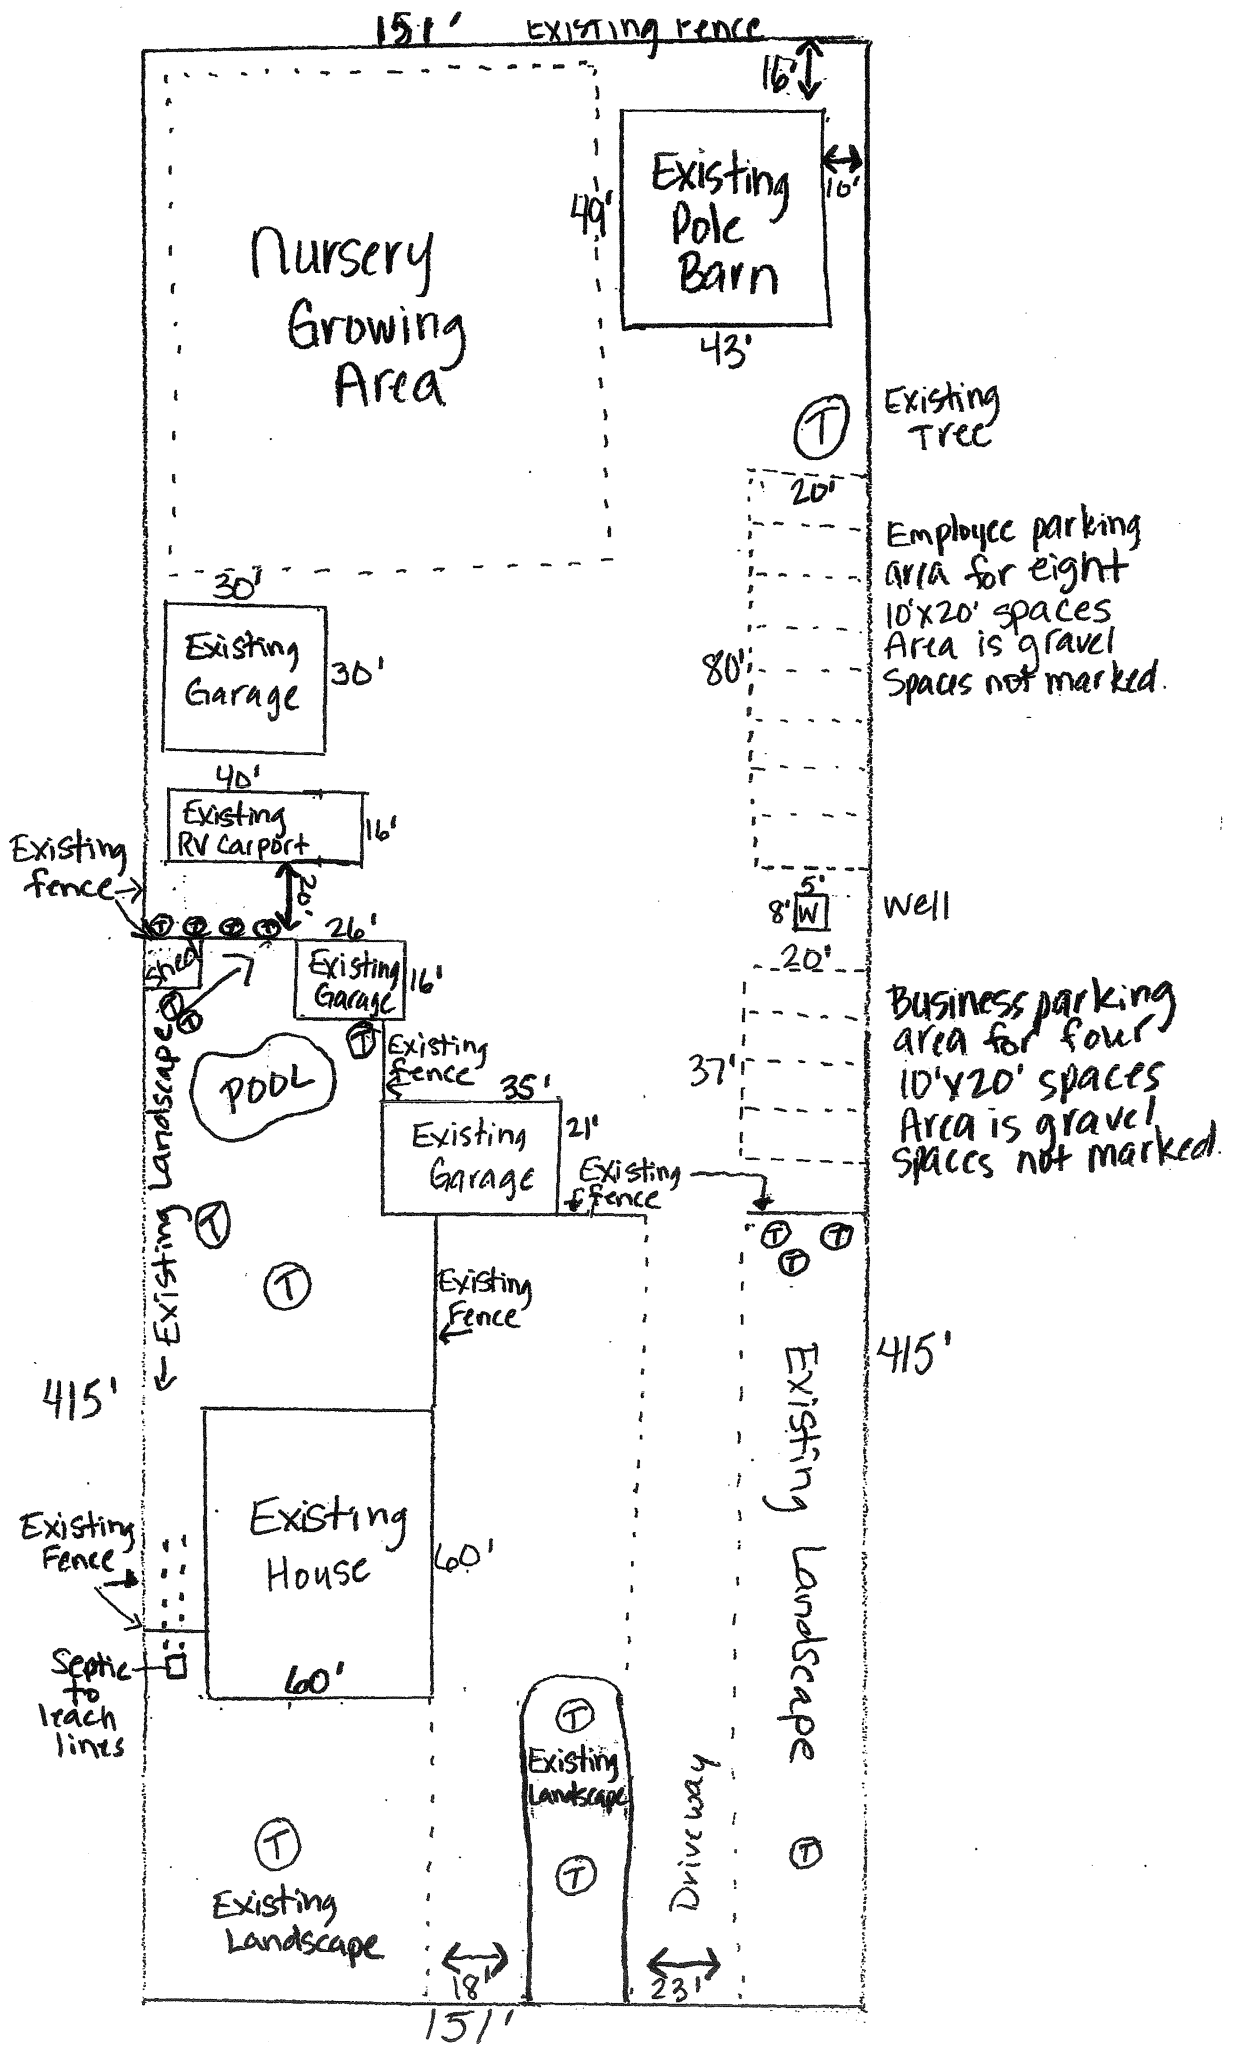 151' Existing Fence
16'
10'
Existing
Pole
Barn
49'
43'
Nursery
Growing
Area
T
Existing
Tree
20'
80'
Employee parking
area for eight
10'x20' spaces
Area is gravel
Spaces not marked.
30'
Existing
Garage
30'
40'
Existing
RV Carport
16'
Existing
fence
20'
T T T T
5'
8' W
Well
Shed
26'
Existing
Garage
16'
20'
37'
Business parking
area for four
10'x20' spaces
Area is gravel
Spaces not marked.
T
T
T
POOL
Existing
fence
35'
Existing
Garage
21'
Existing
fence
T T
T
Existing Landscape
T
T
Existing
Fence
415'
415'
Existing Landscape
Existing
House
60'
60'
Existing
Fence
Septic
to
leach
lines
T
Existing
Landscape
T
Driveway
T
T
Existing
Landscape
18'
23'
151'